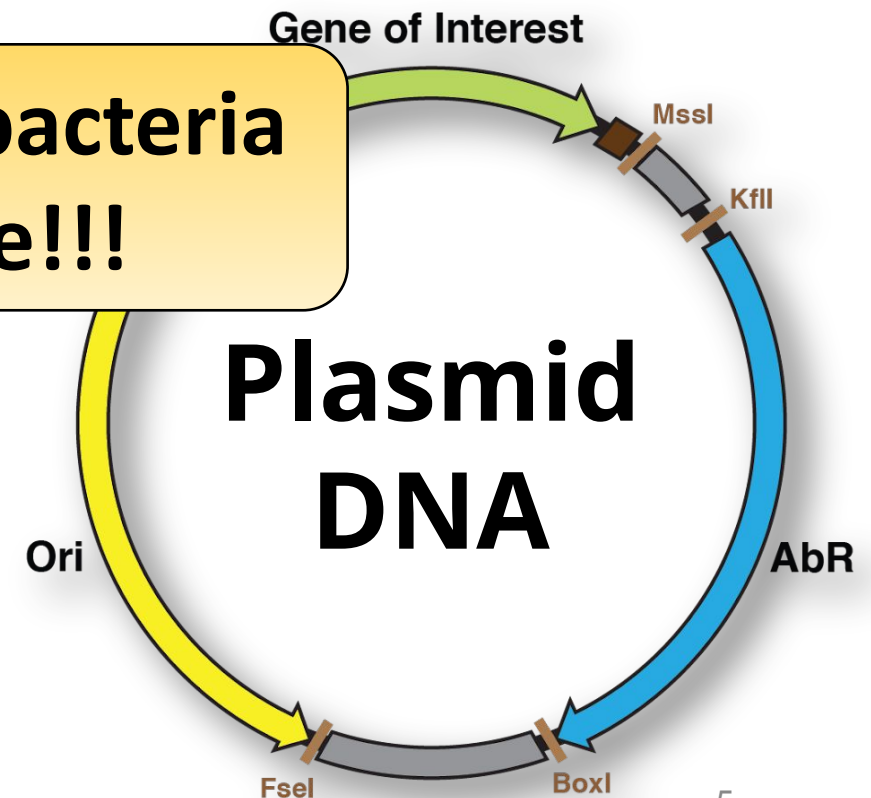 Gene of Interest
bacteria
e!!!
MssI
KflI
Plasmid
DNA
Ori
AbR
FseI
BoxI